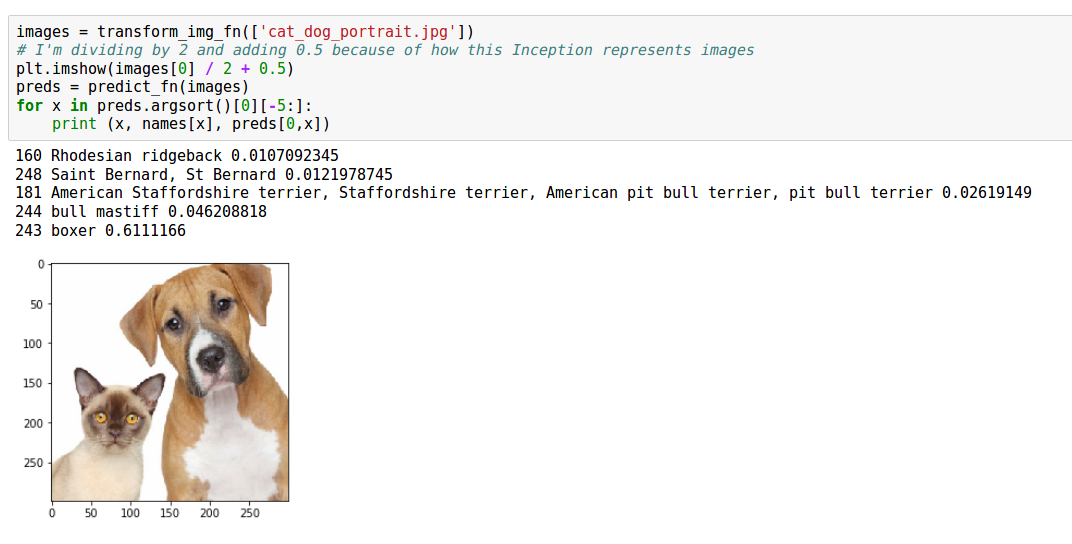 images = transform_img_fn(['cat_dog_portrait.jpg'])
# I'm dividing by 2 and adding 0.5 because of how this Inception represents images
plt.imshow(images[0] / 2 + 0.5)
preds = predict_fn(images)
for x in preds.argsort()[0][-5:]:
    print (x, names[x], preds[0,x])
160 Rhodesian ridgeback 0.0107092345
248 Saint Bernard, St Bernard 0.0121978745
181 American Staffordshire terrier, Staffordshire terrier, American pit bull terrier, pit bull terrier 0.02619149
244 bull mastiff 0.046208818
243 boxer 0.6111166
0
50
100
150
200
250
0 50 100 150 200 250